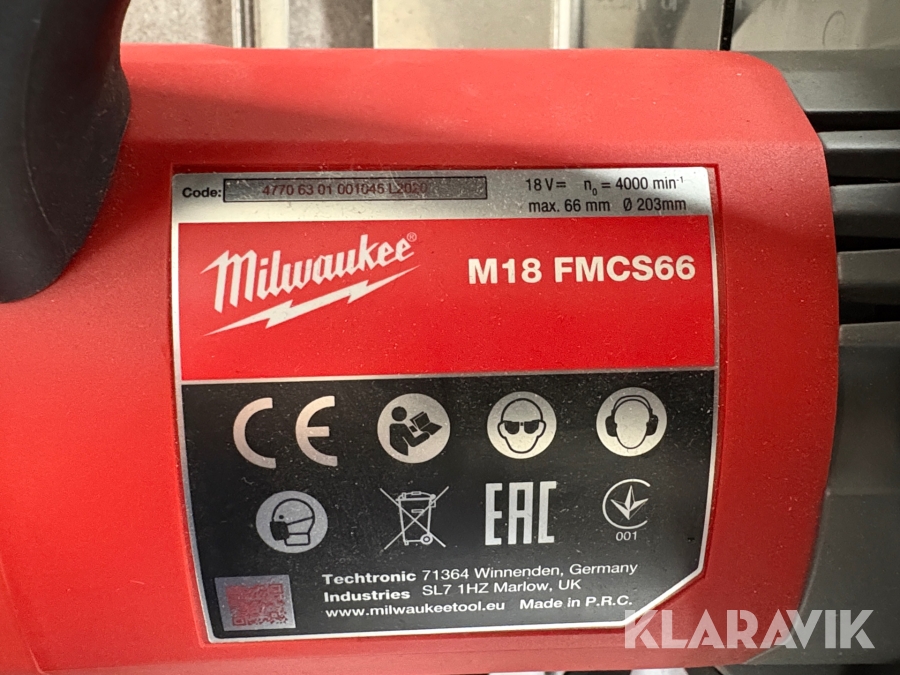 Code: 4770 63 01 001045 L2020
18 V= n₀ = 4000 min⁻¹
max. 66 mm Ø 203mm
Milwaukee®
M18 FMCS66
CE
EAC
001
Techtronic 71364 Winnenden, Germany
Industries SL7 1HZ Marlow, UK
www.milwaukeetool.eu Made in P.R.C.
KLARAVIK